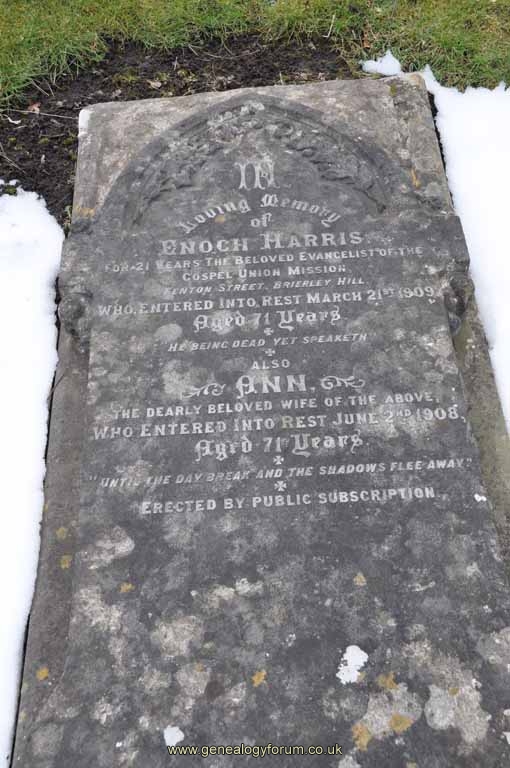 In
Loving Memory
of
ENOCH HARRIS.
FOR 21 YEARS THE BELOVED EVANGELIST OF THE
GOSPEL UNION MISSION
FENTON STREET, BRIERLEY HILL
WHO ENTERED INTO REST MARCH 21ST 1909.
Aged 71 Years
"HE BEING DEAD YET SPEAKETH"
ALSO
ANN.
THE DEARLY BELOVED WIFE OF THE ABOVE,
WHO ENTERED INTO REST JUNE 2ND 1908.
Aged 71 Years.
"UNTIL THE DAY BREAK AND THE SHADOWS FLEE AWAY"
ERECTED BY PUBLIC SUBSCRIPTION.
www.genealogyforum.co.uk